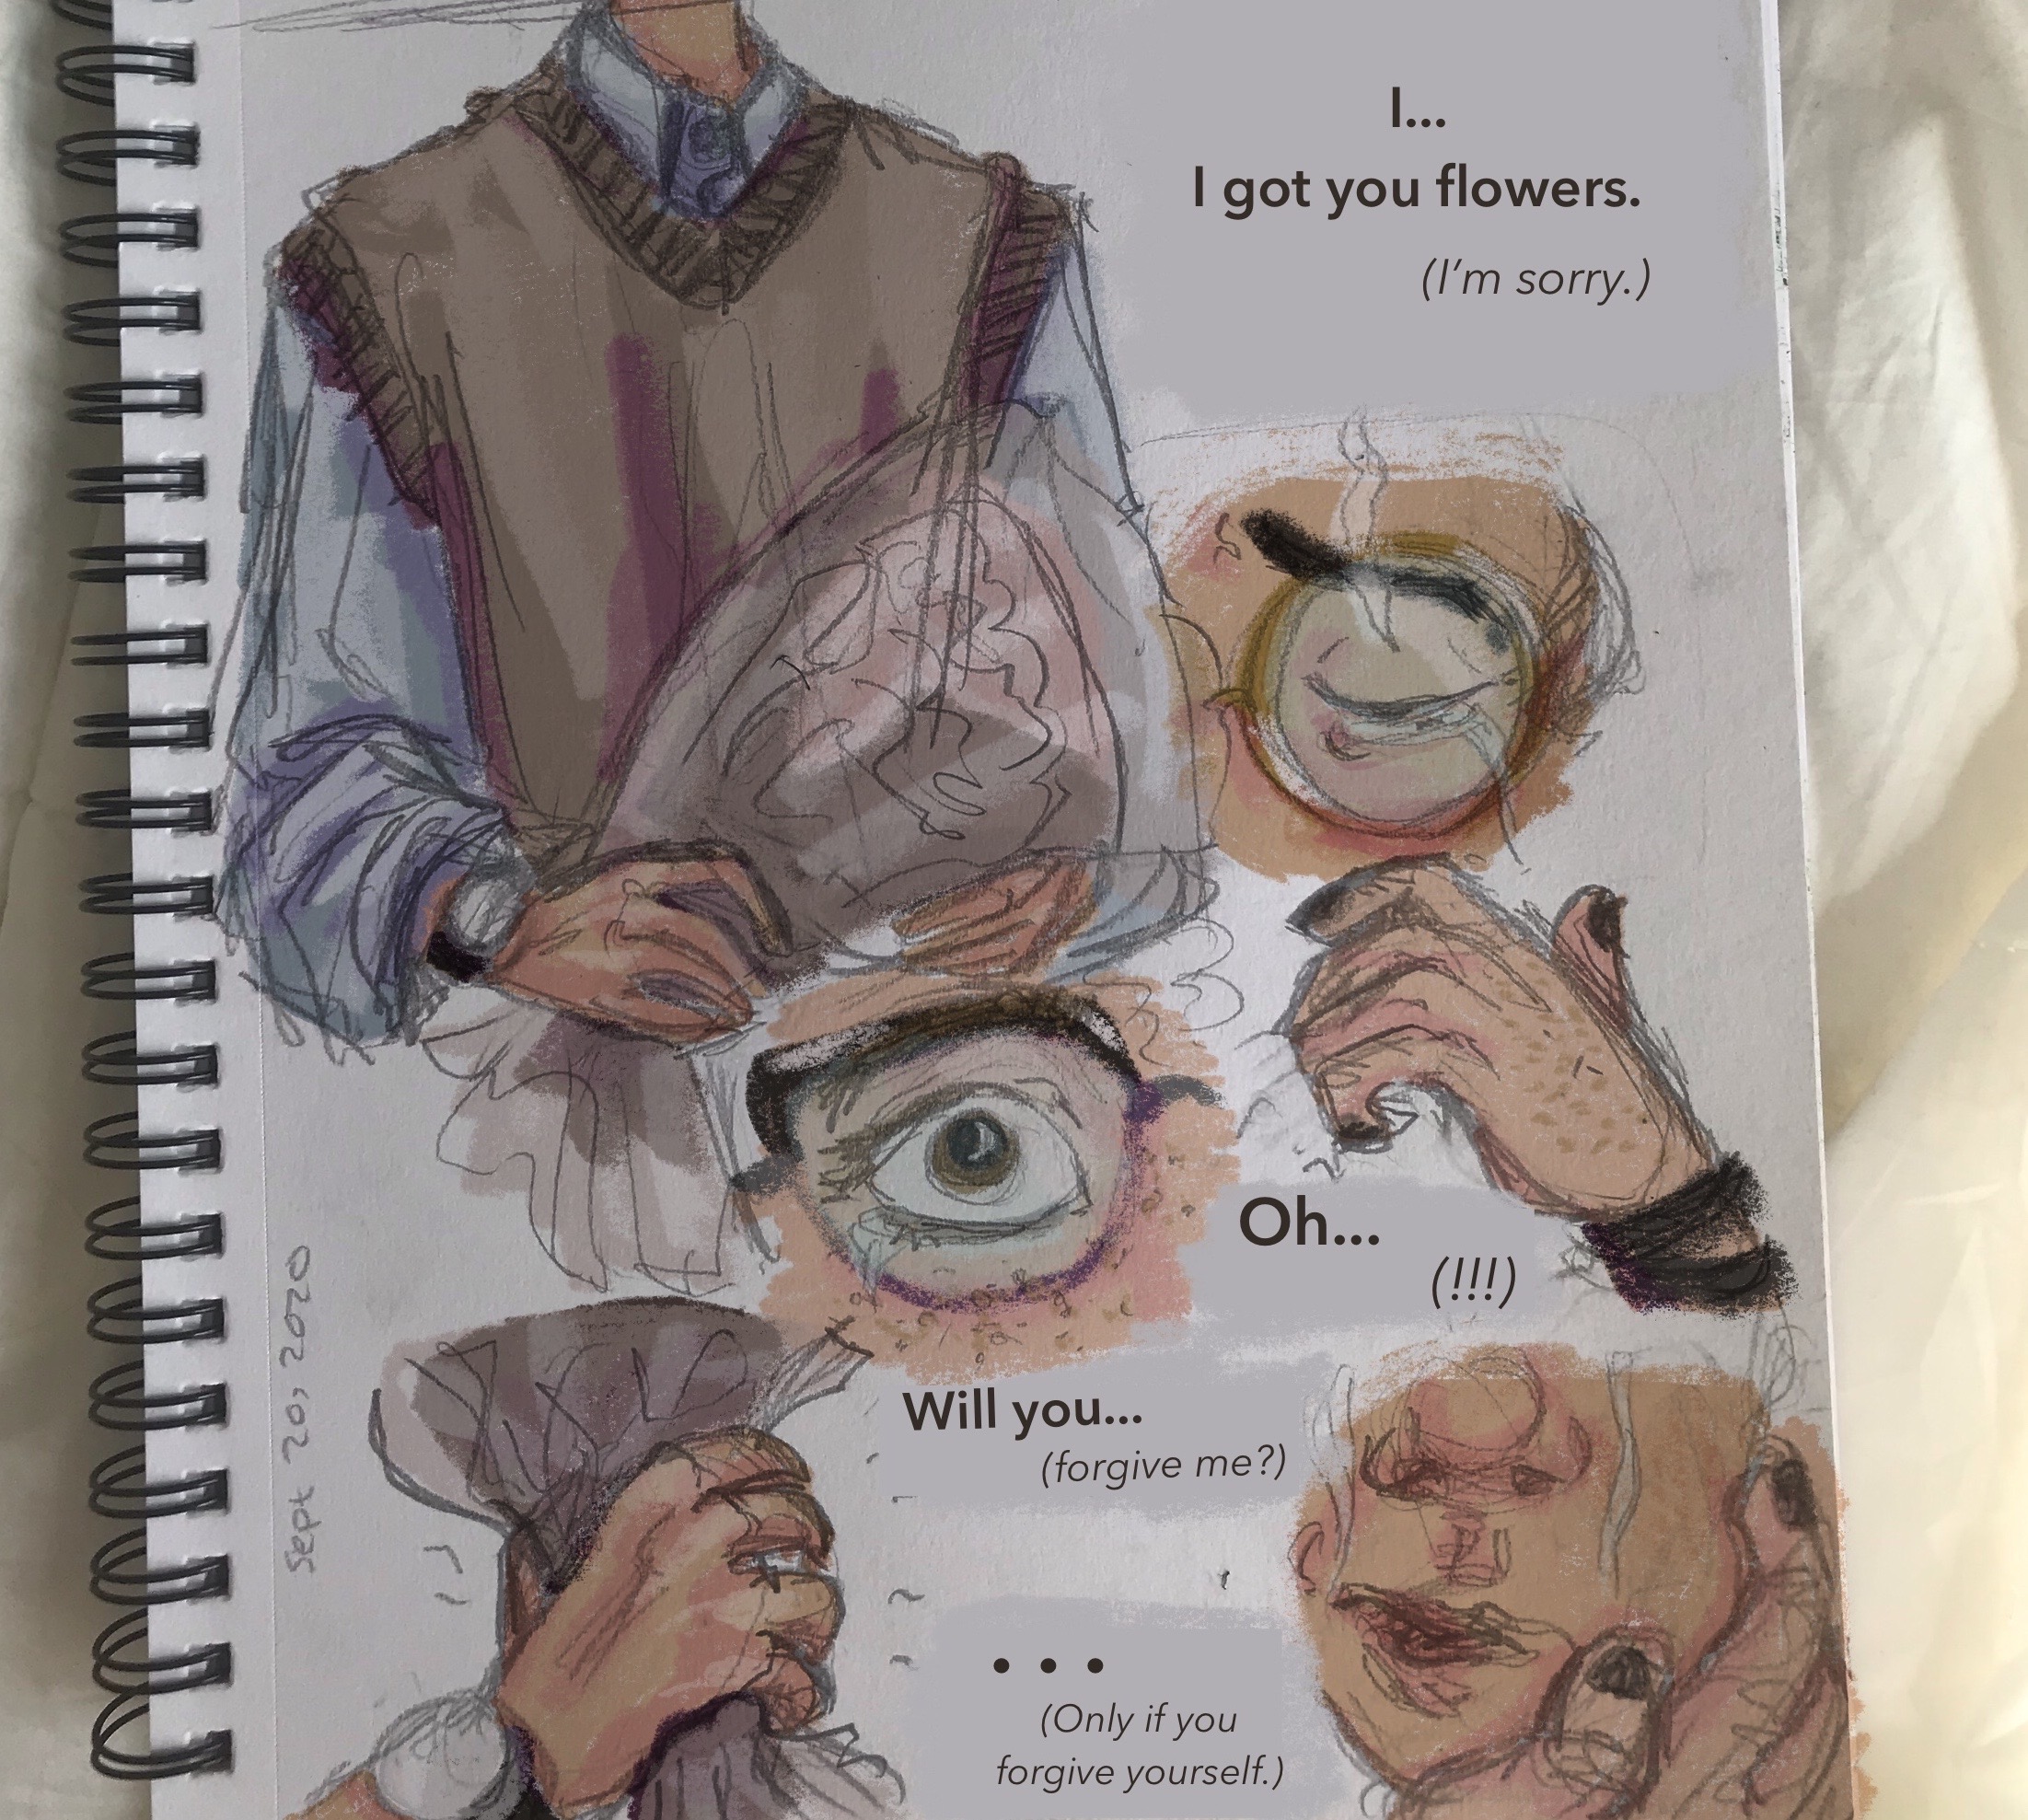 I...
I got you flowers.
(I'm sorry.)
Oh...
(!!!)
Sept 20, 2020
Will you...
(forgive me?)
• • •
(Only if you
forgive yourself.)